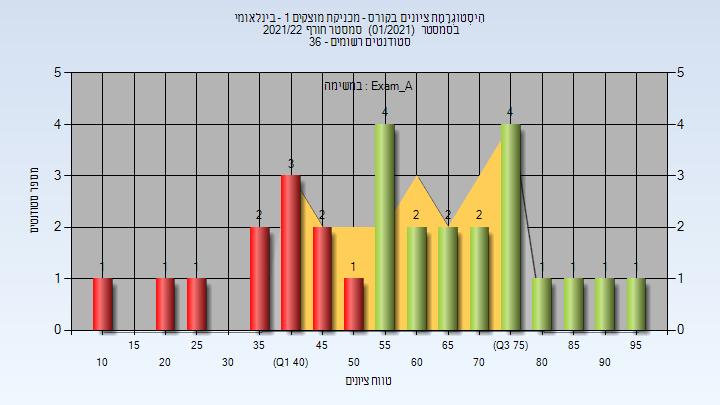 היסטוגרמת ציונים בקורס - מכניקת מוצקים 1 - בינלאומי
בסמסטר (01/2021) סמסטר חורף 2021/22
סטודנטים רשומים - 36
במשימה : Exam_A
5 5
4 4
3 3
2 2
1 1
0 0
מספר סטודנטים
1 1 1 2 3 2 1 4 2 2 2 4 1 1 1 1
15 25 35 45 55 65 (Q3 75) 85 95
10 20 30 (Q1 40) 50 60 70 80 90
טווח ציונים